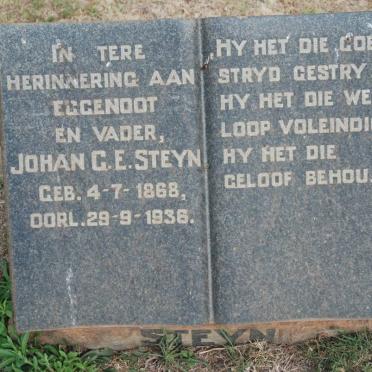 IN TERE
HERINNERING AAN
EGGENOOT
EN VADER,
JOHAN G.E. STEYN
GEB. 4-7-1868,
OORL. 29-9-1936.
HY HET DIE GOE
STRYD GESTRY
HY HET DIE WE
LOOP VOLEINDI
HY HET DIE
GELOOF BEHOU.
STEYN